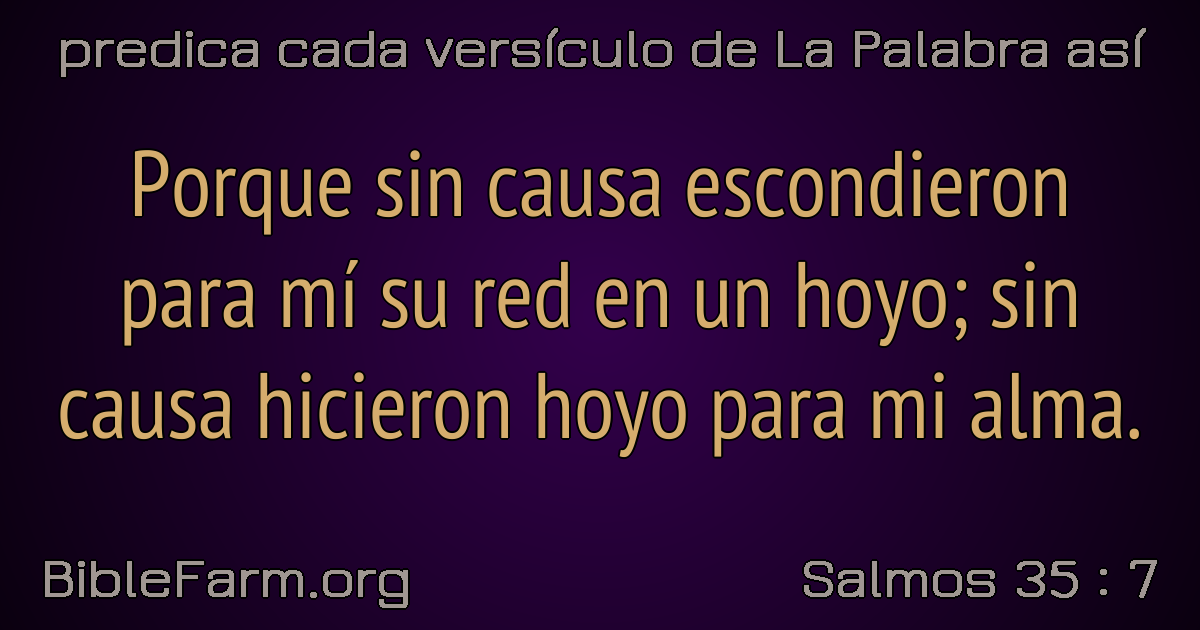 predica cada versículo de La Palabra así
Porque sin causa escondieron
para mí su red en un hoyo; sin
causa hicieron hoyo para mi alma.
BibleFarm.org
Salmos 35 : 7